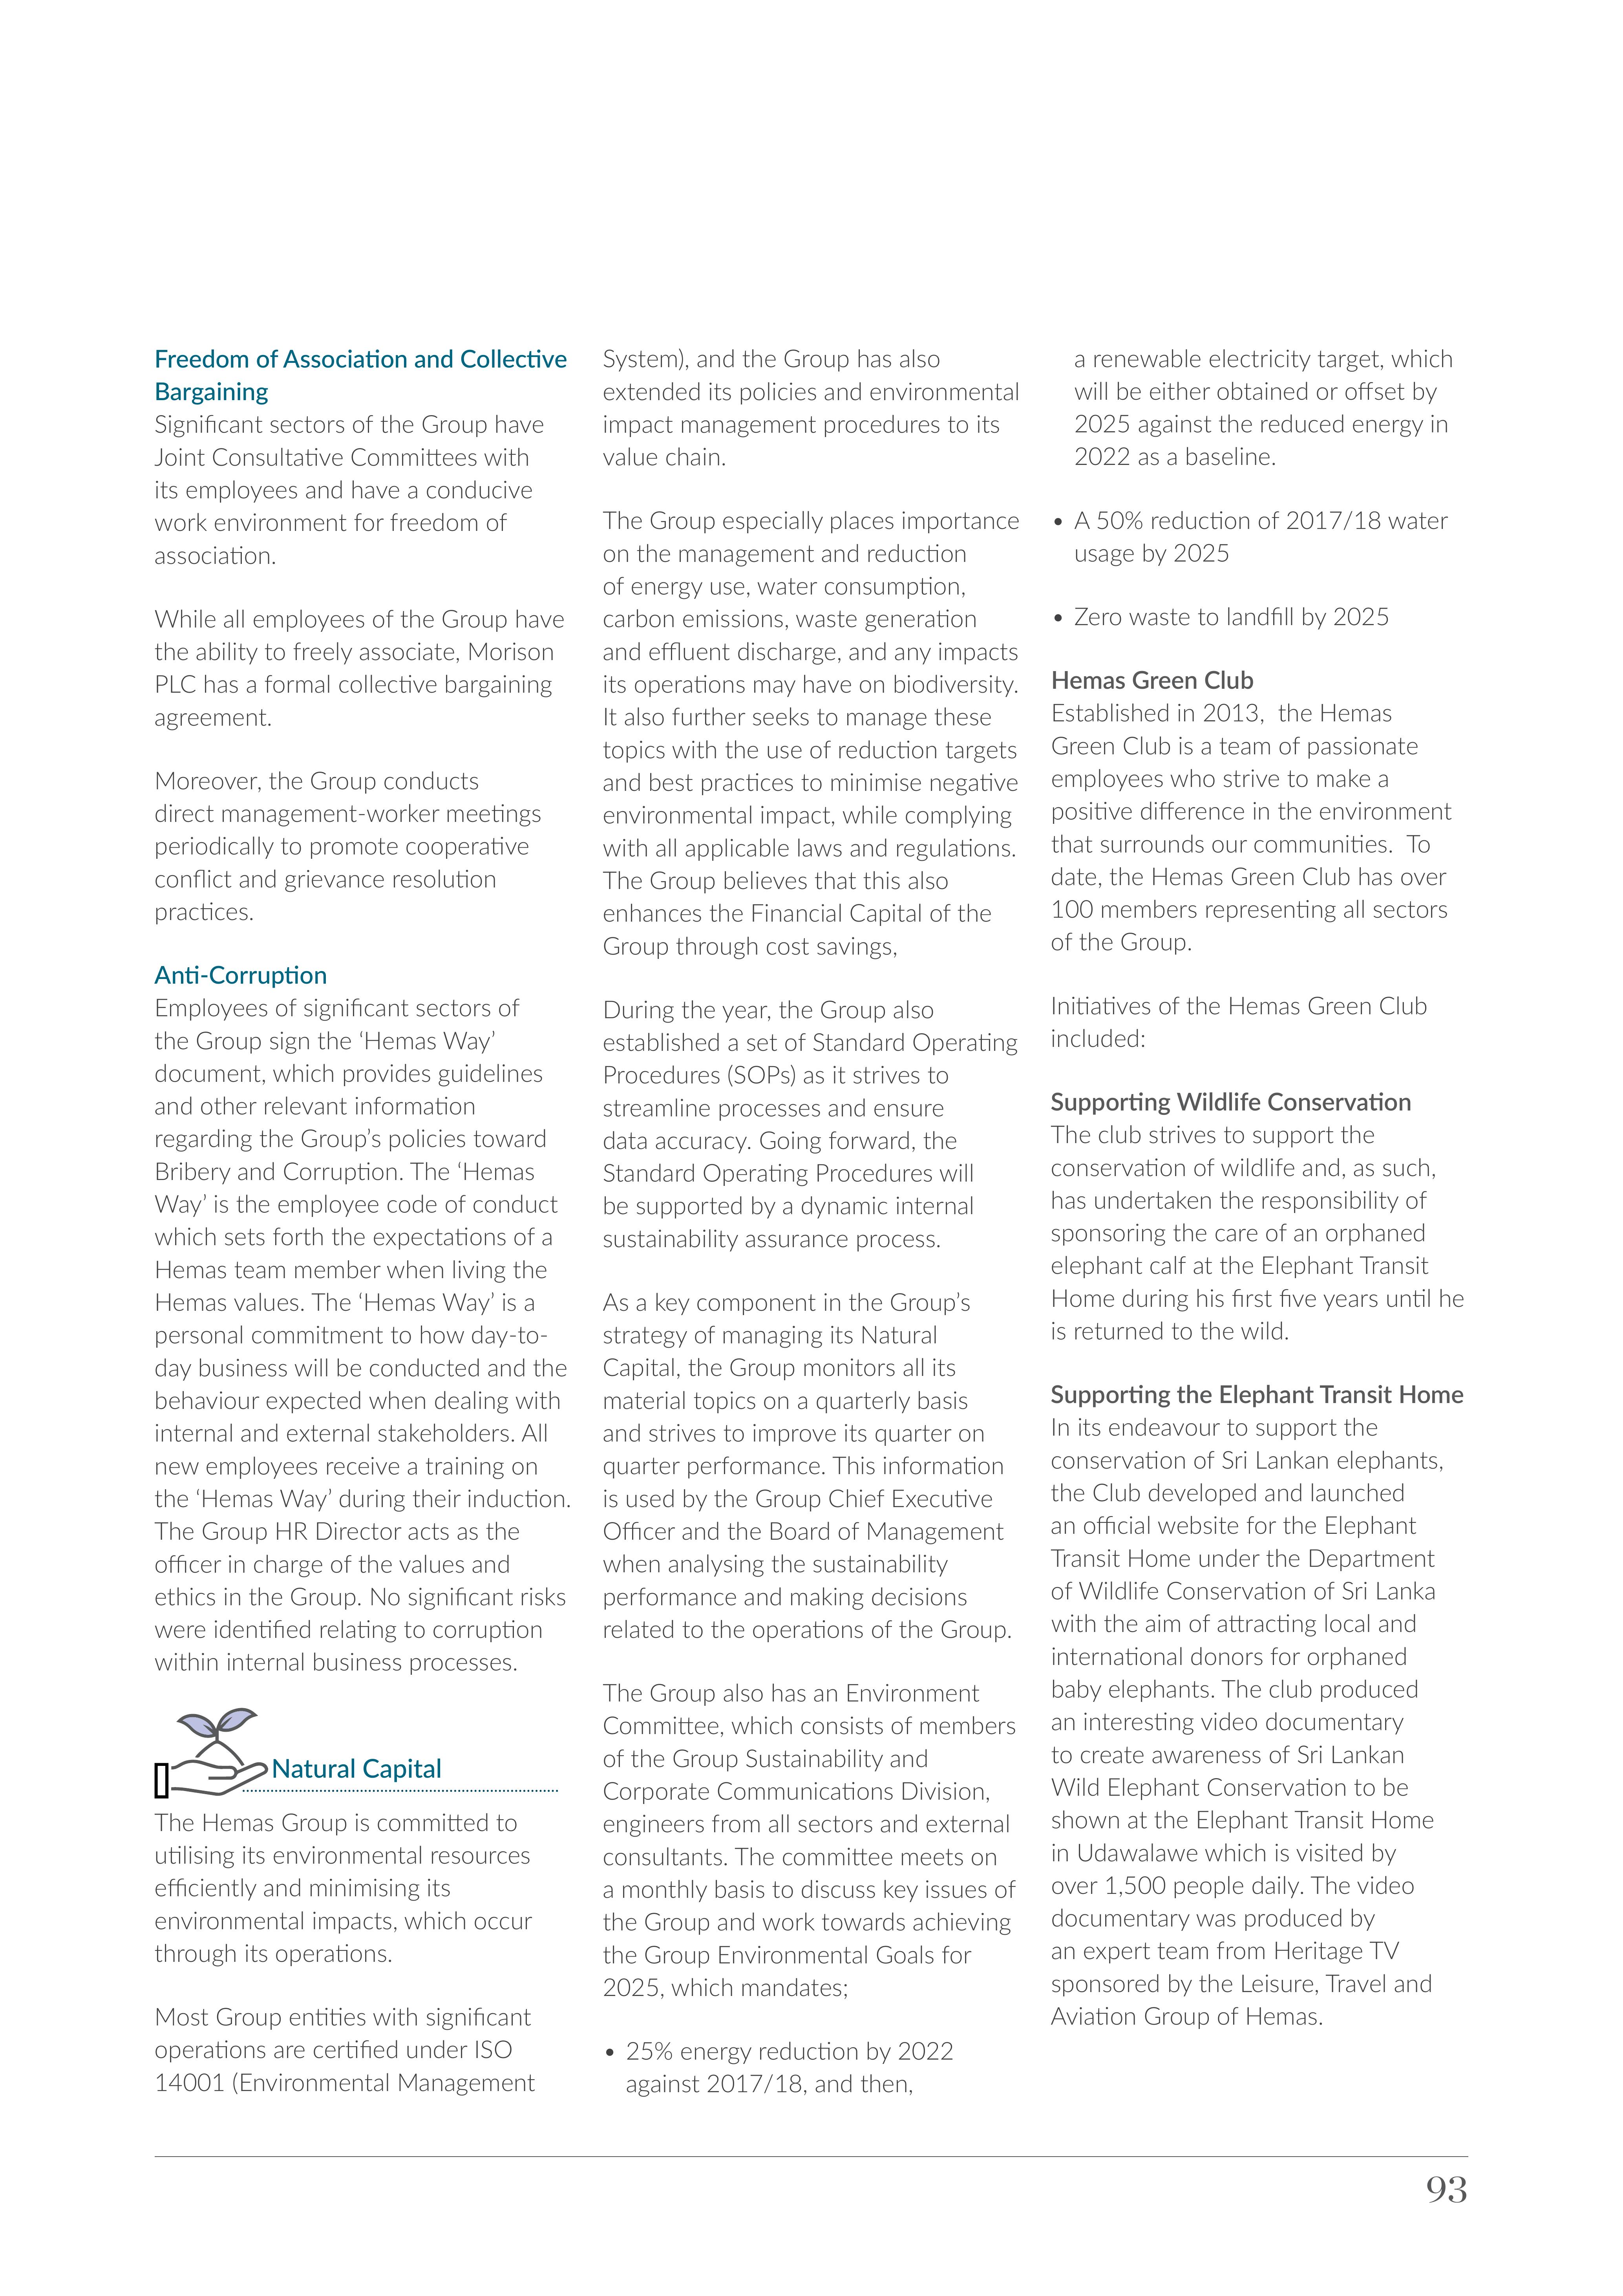 Freedom of Association and Collective
Bargaining
Significant sectors of the Group have
Joint Consultative Committees with
its employees and have a conducive
work environment for freedom of
association.
While all employees of the Group have
the ability to freely associate, Morison
PLC has a formal collective bargaining
agreement.
Moreover, the Group conducts
direct management-worker meetings
periodically to promote cooperative
conflict and grievance resolution
practices.
Anti-Corruption
Employees of significant sectors of
the Group sign the ‘Hemas Way’
document, which provides guidelines
and other relevant information
regarding the Group’s policies toward
Bribery and Corruption. The ‘Hemas
Way’ is the employee code of conduct
which sets forth the expectations of a
Hemas team member when living the
Hemas values. The ‘Hemas Way’ is a
personal commitment to how day-to-
day business will be conducted and the
behaviour expected when dealing with
internal and external stakeholders. All
new employees receive a training on
the ‘Hemas Way’ during their induction.
The Group HR Director acts as the
officer in charge of the values and
ethics in the Group. No significant risks
were identified relating to corruption
within internal business processes.
Natural Capital
The Hemas Group is committed to
utilising its environmental resources
efficiently and minimising its
environmental impacts, which occur
through its operations.
Most Group entities with significant
operations are certified under ISO
14001 (Environmental Management
System), and the Group has also
extended its policies and environmental
impact management procedures to its
value chain.
The Group especially places importance
on the management and reduction
of energy use, water consumption,
carbon emissions, waste generation
and effluent discharge, and any impacts
its operations may have on biodiversity.
It also further seeks to manage these
topics with the use of reduction targets
and best practices to minimise negative
environmental impact, while complying
with all applicable laws and regulations.
The Group believes that this also
enhances the Financial Capital of the
Group through cost savings,
During the year, the Group also
established a set of Standard Operating
Procedures (SOPs) as it strives to
streamline processes and ensure
data accuracy. Going forward, the
Standard Operating Procedures will
be supported by a dynamic internal
sustainability assurance process.
As a key component in the Group’s
strategy of managing its Natural
Capital, the Group monitors all its
material topics on a quarterly basis
and strives to improve its quarter on
quarter performance. This information
is used by the Group Chief Executive
Officer and the Board of Management
when analysing the sustainability
performance and making decisions
related to the operations of the Group.
The Group also has an Environment
Committee, which consists of members
of the Group Sustainability and
Corporate Communications Division,
engineers from all sectors and external
consultants. The committee meets on
a monthly basis to discuss key issues of
the Group and work towards achieving
the Group Environmental Goals for
2025, which mandates;
• 25% energy reduction by 2022
against 2017/18, and then,
a renewable electricity target, which
will be either obtained or offset by
2025 against the reduced energy in
2022 as a baseline.
• A 50% reduction of 2017/18 water
usage by 2025
• Zero waste to landfill by 2025
Hemas Green Club
Established in 2013, the Hemas
Green Club is a team of passionate
employees who strive to make a
positive difference in the environment
that surrounds our communities. To
date, the Hemas Green Club has over
100 members representing all sectors
of the Group.
Initiatives of the Hemas Green Club
included:
Supporting Wildlife Conservation
The club strives to support the
conservation of wildlife and, as such,
has undertaken the responsibility of
sponsoring the care of an orphaned
elephant calf at the Elephant Transit
Home during his first five years until he
is returned to the wild.
Supporting the Elephant Transit Home
In its endeavour to support the
conservation of Sri Lankan elephants,
the Club developed and launched
an official website for the Elephant
Transit Home under the Department
of Wildlife Conservation of Sri Lanka
with the aim of attracting local and
international donors for orphaned
baby elephants. The club produced
an interesting video documentary
to create awareness of Sri Lankan
Wild Elephant Conservation to be
shown at the Elephant Transit Home
in Udawalawe which is visited by
over 1,500 people daily. The video
documentary was produced by
an expert team from Heritage TV
sponsored by the Leisure, Travel and
Aviation Group of Hemas.
93